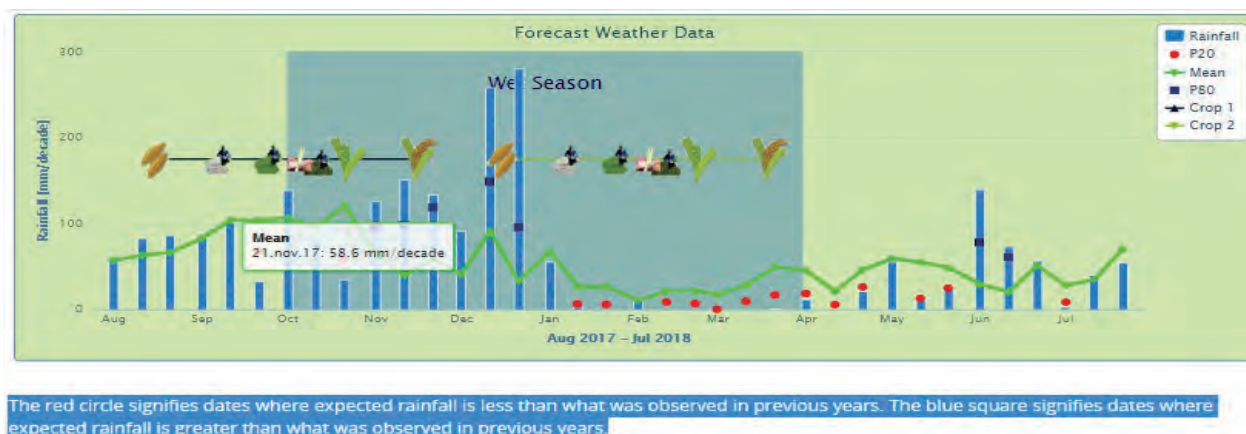 Forecast Weather Data
Rainfall
P20
Mean
P80
Crop 1
Crop 2
300
Wet Season
200
Rainfall [mm/decade]
100
Mean
21.nov.17: 58.6 mm/decade
0
Aug Sep Oct Nov Dec Jan Feb Mar Apr May Jun Jul
Aug 2017 – Jul 2018
The red circle signifies dates where expected rainfall is less than what was observed in previous years. The blue square signifies dates where
expected rainfall is greater than what was observed in previous years.